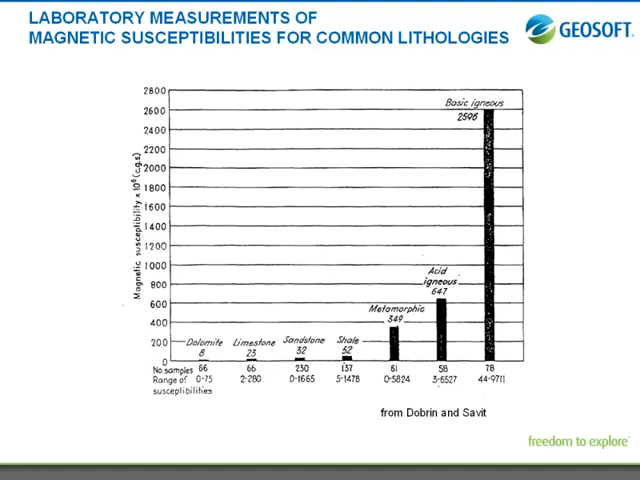 LABORATORY MEASUREMENTS OF
MAGNETIC SUSCEPTIBILITIES FOR COMMON LITHOLOGIES
GEOSOFT
Magnetic susceptibility x 10⁶ (c.g.s)
2800
2600
2400
2200
2000
1800
1600
1400
1200
1000
800
600
400
200
0
Dolomite
8
Limestone
23
Sandstone
32
Shale
52
Metamorphic
349
Acid
igneous
647
Basic igneous
2596
No. samples 66 66 230 137 61 58 78
Range of 0-75 2-280 0-1665 5-1478 0-5824 3-6527 44-9711
susceptibilities
from Dobrin and Savit
freedom to explore